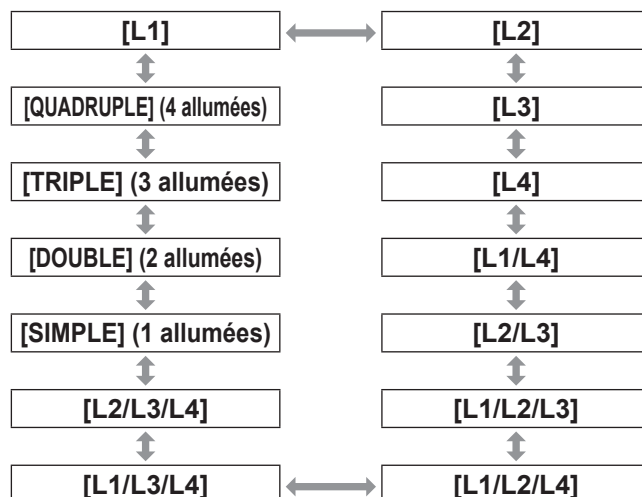 [L1]
[L2]
[QUADRUPLE] (4 allumées)
[L3]
[TRIPLE] (3 allumées)
[L4]
[DOUBLE] (2 allumées)
[L1/L4]
[SIMPLE] (1 allumées)
[L2/L3]
[L2/L3/L4]
[L1/L2/L3]
[L1/L3/L4]
[L1/L2/L4]